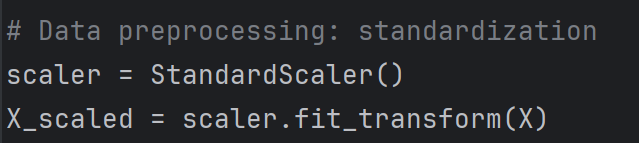 # Data preprocessing: standardization
scaler = StandardScaler()
X_scaled = scaler.fit_transform(X)